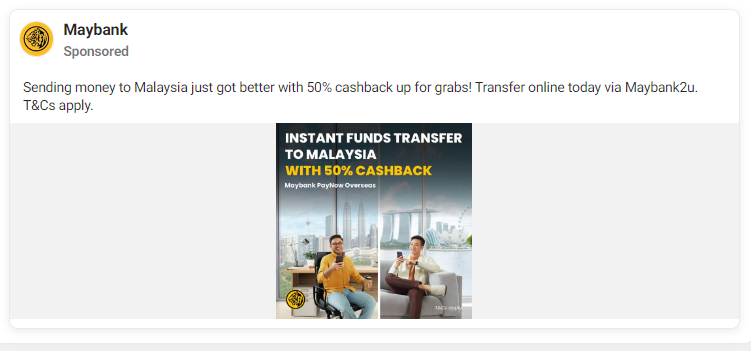 Maybank
Sponsored
Sending money to Malaysia just got better with 50% cashback up for grabs! Transfer online today via Maybank2u.
T&Cs apply.
INSTANT FUNDS TRANSFER
TO MALAYSIA
WITH 50% CASHBACK
Maybank PayNow Overseas
T&Cs apply